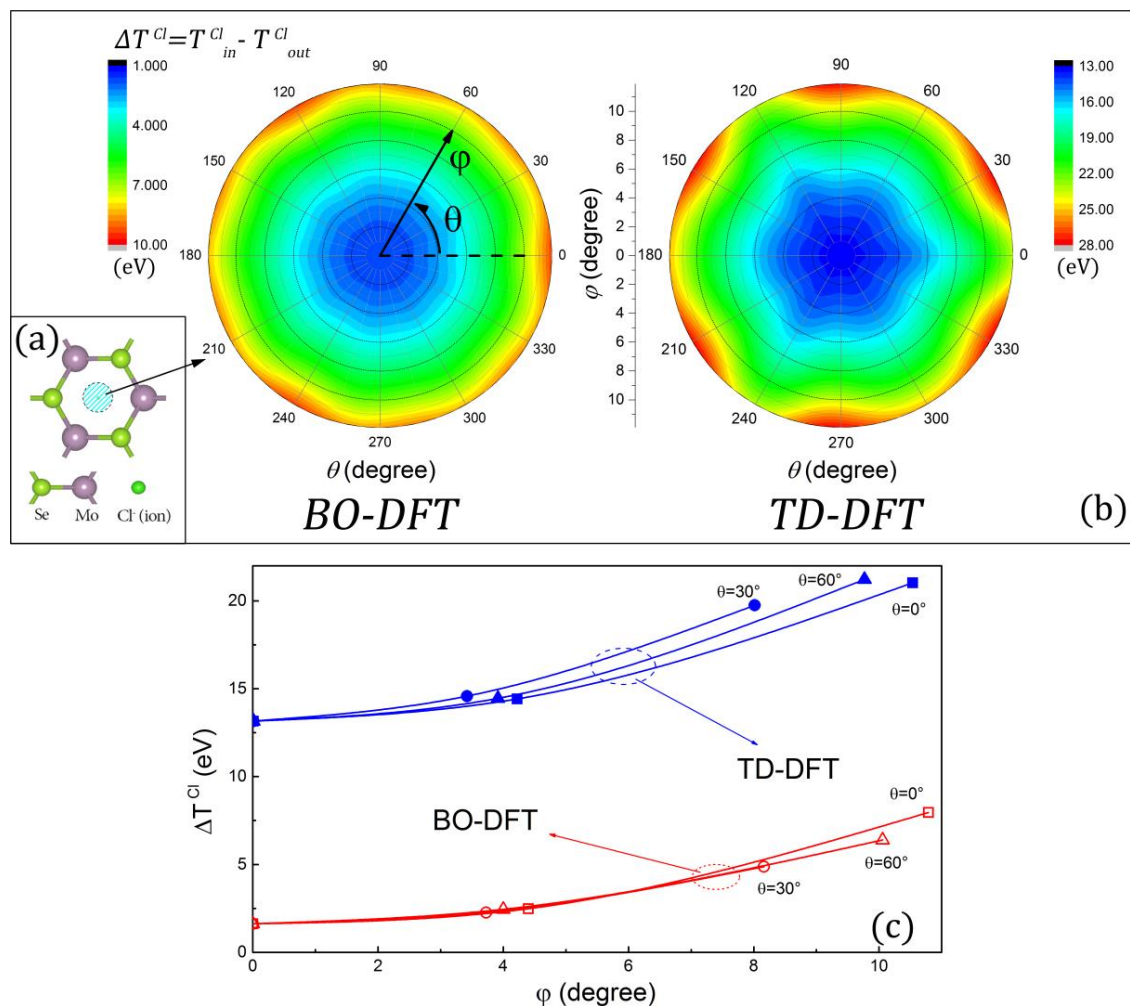 ΔT^Cl=T^Cl_in - T^Cl_out
1.000
4.000
7.000
10.00
(eV)
90
120
60
150
30
180
0
210
330
240
300
270
φ
θ
θ (degree)
BO-DFT
10
8
6
4
2
0
2
4
6
8
10
φ (degree)
90
120
60
150
30
180
0
210
330
240
300
270
θ (degree)
TD-DFT
13.00
16.00
19.00
22.00
25.00
28.00
(eV)
(b)
(a)
Se Mo Cl⁻(ion)
20
15
10
5
0
ΔT^Cl (eV)
θ=30°
θ=60°
θ=0°
TD-DFT
BO-DFT
θ=0°
θ=60°
θ=30°
(c)
0 2 4 6 8 10
φ (degree)